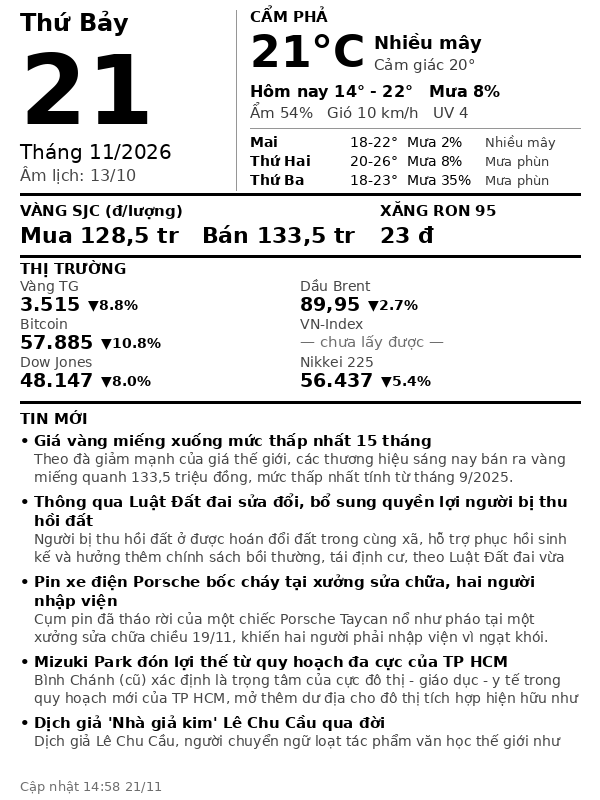 Thứ Bảy
21
Tháng 11/2026
Âm lịch: 13/10
CẨM PHẢ
21°C Nhiều mây
Cảm giác 20°
Hôm nay 14° - 22° Mưa 8%
Ẩm 54% Gió 10 km/h UV 4
Mai 18-22° Mưa 2% Nhiều mây
Thứ Hai 20-26° Mưa 8% Mưa phùn
Thứ Ba 18-23° Mưa 35% Mưa phùn
VÀNG SJC (đ/lượng)
Mua 128,5 tr Bán 133,5 tr
XĂNG RON 95
23 đ
THỊ TRƯỜNG
Vàng TG
3.515 ▼8.8%
Dầu Brent
89,95 ▼2.7%
Bitcoin
57.885 ▼10.8%
VN-Index
— chưa lấy được —
Dow Jones
48.147 ▼8.0%
Nikkei 225
56.437 ▼5.4%
TIN MỚI
• Giá vàng miếng xuống mức thấp nhất 15 tháng
Theo đà giảm mạnh của giá thế giới, các thương hiệu sáng nay bán ra vàng
miếng quanh 133,5 triệu đồng, mức thấp nhất tính từ tháng 9/2025.
• Thông qua Luật Đất đai sửa đổi, bổ sung quyền lợi người bị thu
hồi đất
Người bị thu hồi đất ở được hoán đổi đất trong cùng xã, hỗ trợ phục hồi sinh
kế và hưởng thêm chính sách bồi thường, tái định cư, theo Luật Đất đai vừa
• Pin xe điện Porsche bốc cháy tại xưởng sửa chữa, hai người
nhập viện
Cụm pin đã tháo rời của một chiếc Porsche Taycan nổ như pháo tại một
xưởng sửa chữa chiều 19/11, khiến hai người phải nhập viện vì ngạt khói.
• Mizuki Park đón lợi thế từ quy hoạch đa cực của TP HCM
Bình Chánh (cũ) xác định là trọng tâm của cực đô thị - giáo dục - y tế trong
quy hoạch mới của TP HCM, mở thêm dư địa cho đô thị tích hợp hiện hữu như
• Dịch giả 'Nhà giả kim' Lê Chu Cầu qua đời
Dịch giả Lê Chu Cầu, người chuyển ngữ loạt tác phẩm văn học thế giới như
Cập nhật 14:58 21/11